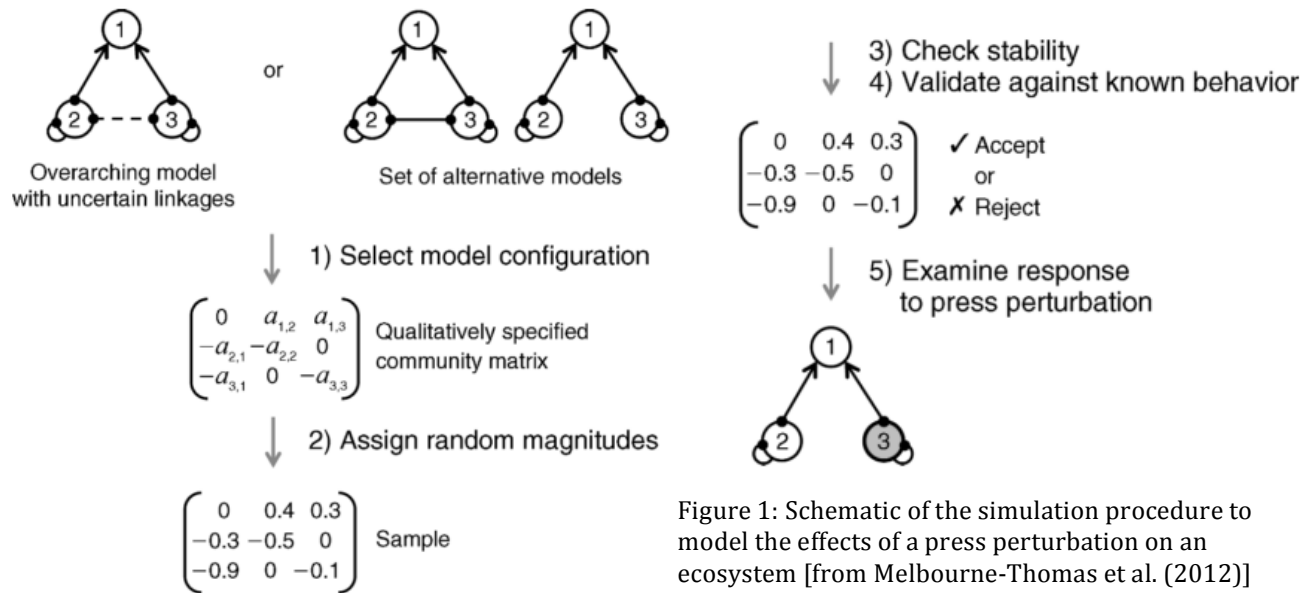 1
2
3
or
1
2
3
1
2
3
Overarching model
with uncertain linkages
Set of alternative models
1) Select model configuration
0 a1,2 a1,3
−a2,1 −a2,2 0
−a3,1 0 −a3,3
Qualitatively specified
community matrix
2) Assign random magnitudes
0 0.4 0.3
−0.3 −0.5 0
−0.9 0 −0.1
Sample
3) Check stability
4) Validate against known behavior
0 0.4 0.3
−0.3 −0.5 0
−0.9 0 −0.1
✓ Accept
or
✗ Reject
5) Examine response
to press perturbation
1
2
3
Figure 1: Schematic of the simulation procedure to
model the effects of a press perturbation on an
ecosystem [from Melbourne-Thomas et al. (2012)]